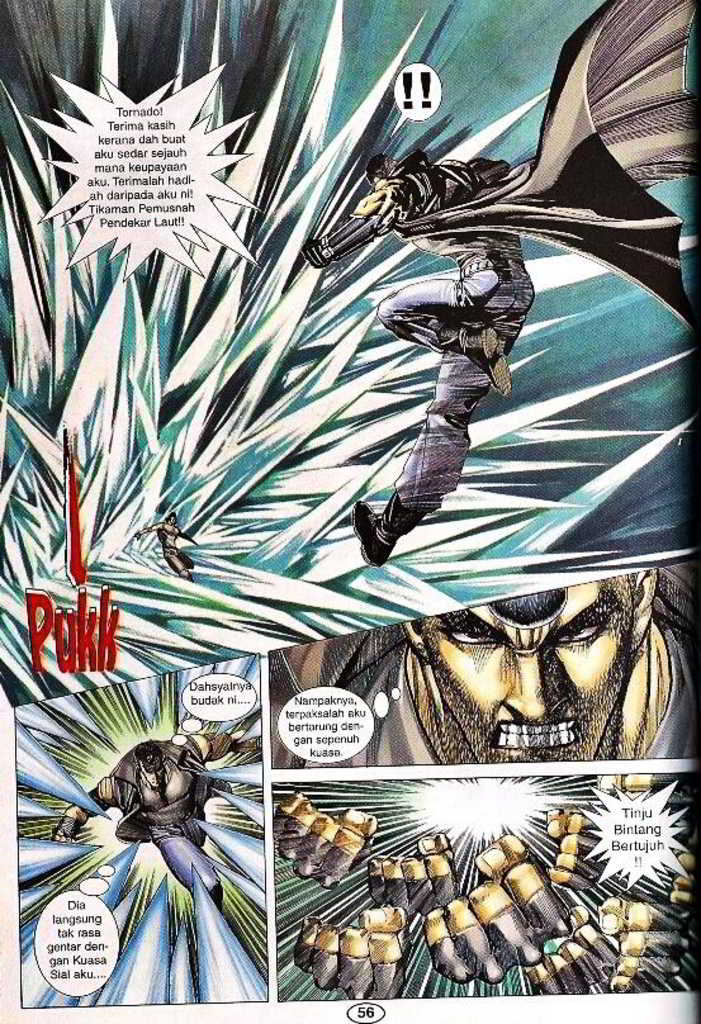 !!
Tornado!
Terima kasih
kerana dah buat
aku sedar sejauh
mana keupayaan
aku. Terimalah hadi-
ah daripada aku ni!
Tikaman Pemusnah
Pendekar Laut!!
Pukk
Dahsyatnya
budak ni....
Dia
langsung
tak rasa
gentar den-
gan Kuasa
Sial aku....
Nampaknya,
terpaksalah aku
bertarung den-
gan sepenuh
kuasa.
Tinju
Bintang
Bertujuh
!!
56